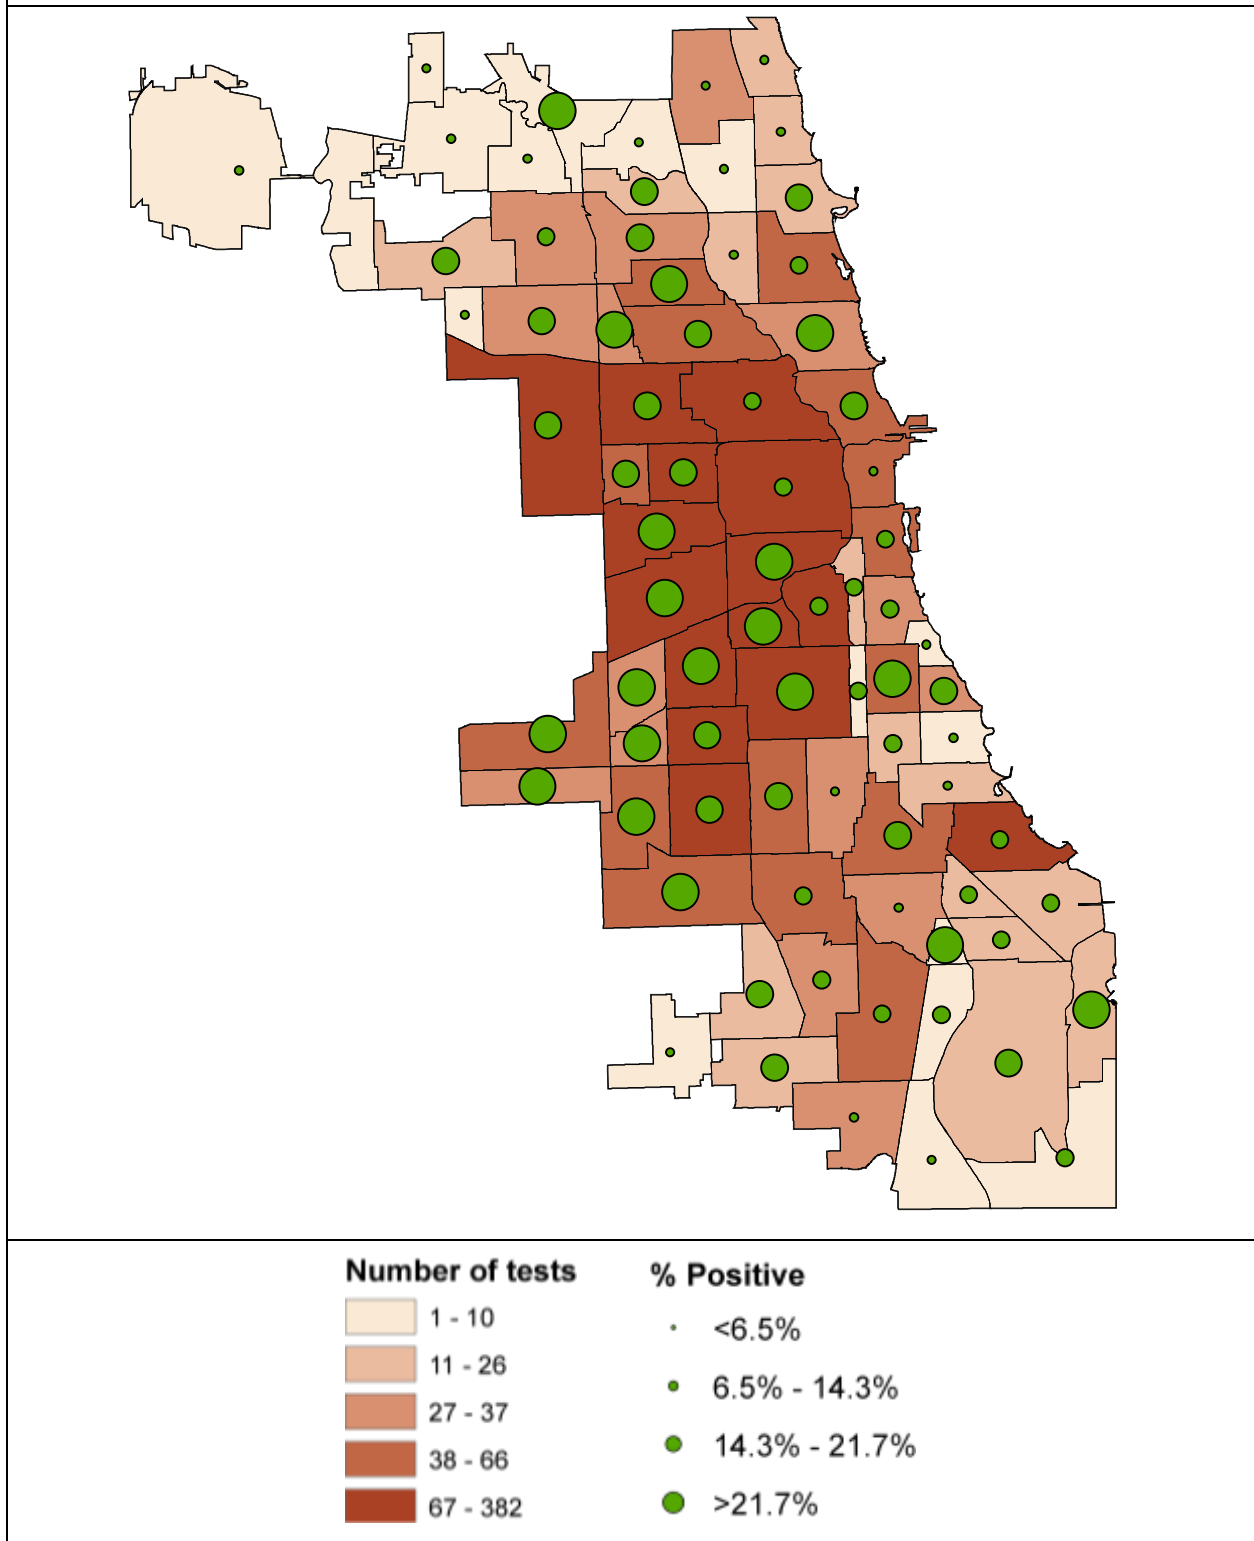 Number of tests
1 - 10
11 - 26
27 - 37
38 - 66
67 - 382
% Positive
<6.5%
6.5% - 14.3%
14.3% - 21.7%
>21.7%